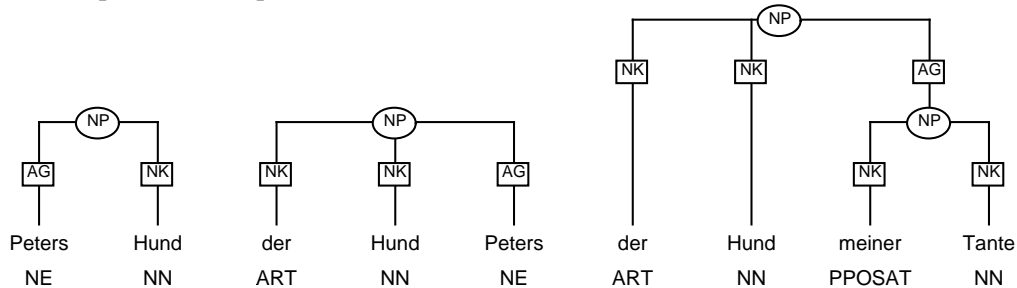 NP
NK NK AG
NP NP NP
AG NK NK NK AG NK NK
Peters Hund der Hund Peters der Hund meiner Tante
NE NN ART NN NE ART NN PPOSAT NN